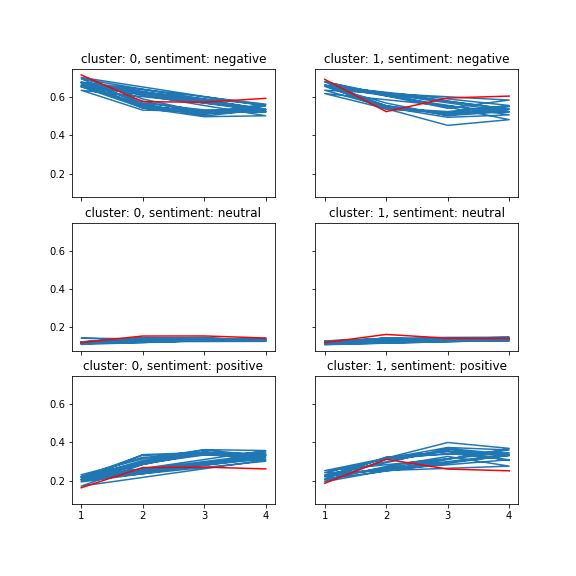 cluster: 0, sentiment: negative
cluster: 1, sentiment: negative
0.6
0.4
0.2
cluster: 0, sentiment: neutral
cluster: 1, sentiment: neutral
0.6
0.4
0.2
cluster: 0, sentiment: positive
cluster: 1, sentiment: positive
0.6
0.4
0.2
1 2 3 4
1 2 3 4